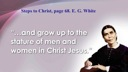 Steps to Christ, page 68, E. G. White
"...and grow up to the
stature of men and
women in Christ Jesus."